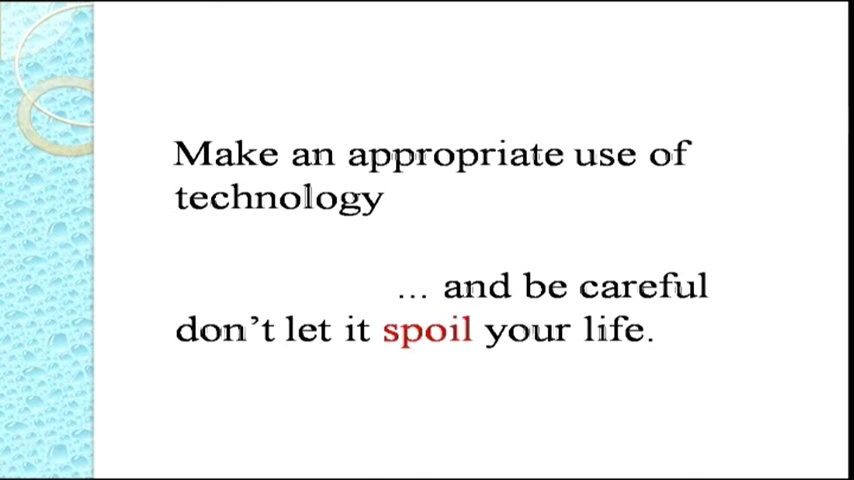 Make an appropriate use of
technology
... and be careful
don't let it spoil your life.